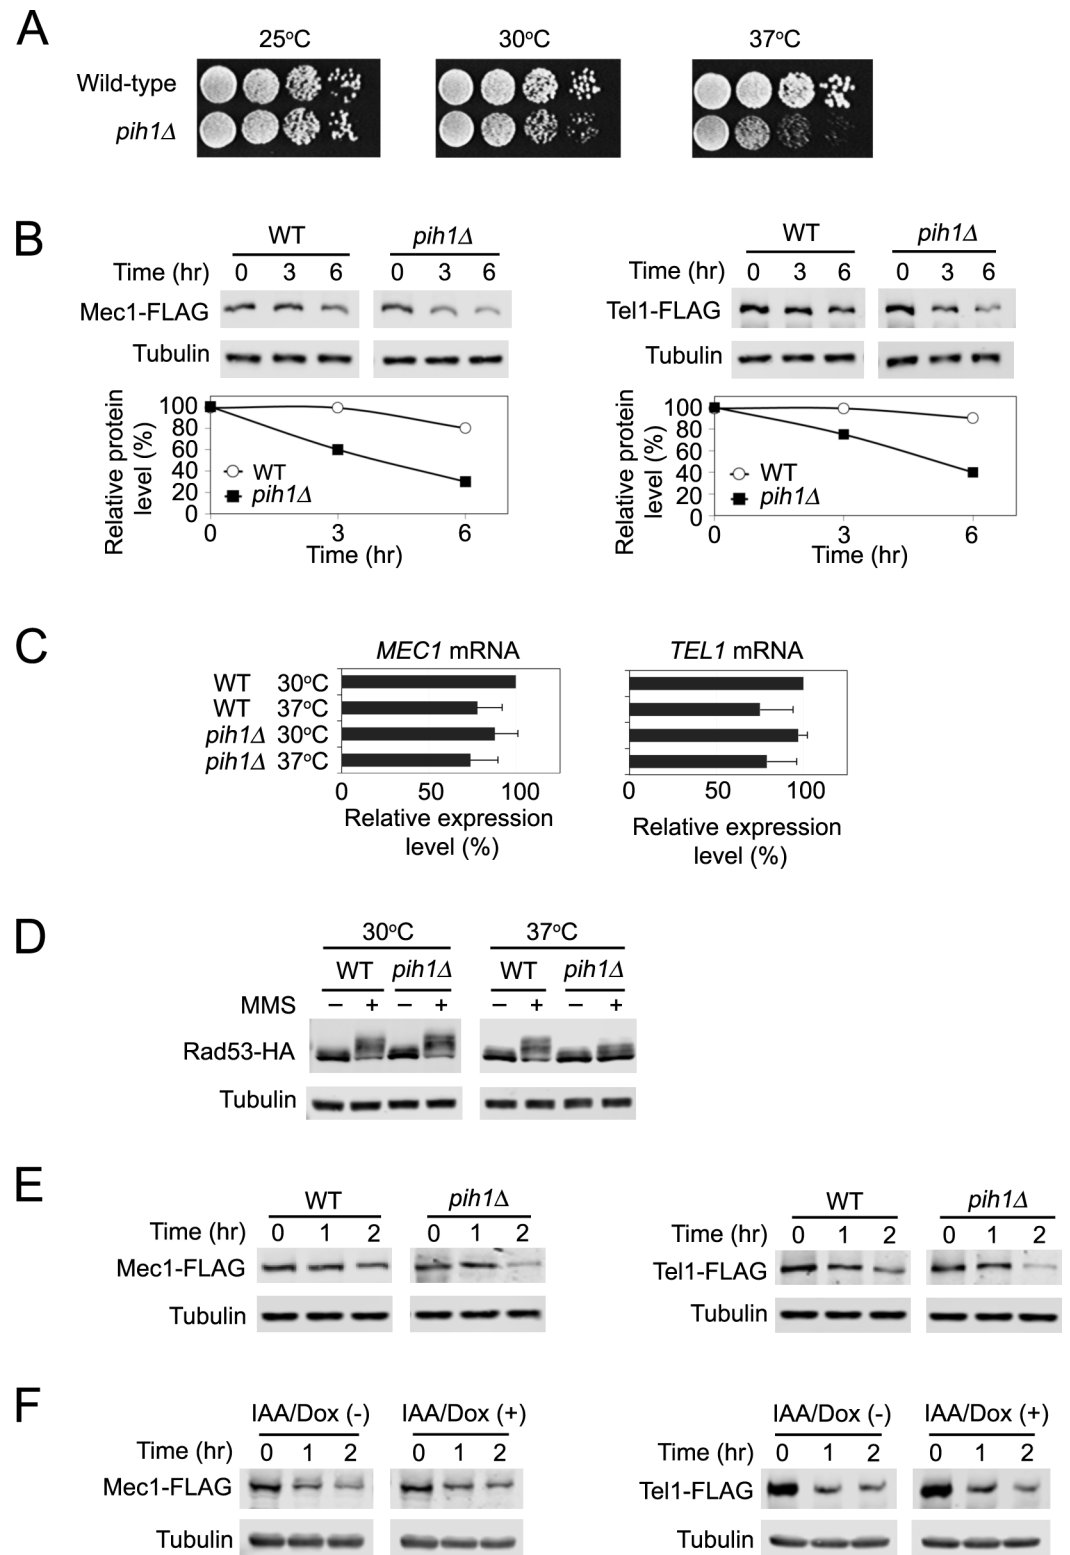 A
25°C 30°C 37°C
Wild-type
pih1Δ
B
WT pih1Δ
Time (hr) 0 3 6 0 3 6
Mec1-FLAG
Tubulin
Relative protein level (%)
100
80
60
40
20
0
WT
pih1Δ
0 3 6
Time (hr)
WT pih1Δ
Time (hr) 0 3 6 0 3 6
Tel1-FLAG
Tubulin
Relative protein level (%)
100
80
60
40
20
0
WT
pih1Δ
0 3 6
Time (hr)
C
MEC1 mRNA TEL1 mRNA
WT 30°C
WT 37°C
pih1Δ 30°C
pih1Δ 37°C
0 50 100 0 50 100
Relative expression
level (%)
Relative expression
level (%)
D
30°C 37°C
WT pih1Δ WT pih1Δ
MMS – + – + – + – +
Rad53-HA
Tubulin
E
WT pih1Δ
Time (hr) 0 1 2 0 1 2
Mec1-FLAG
Tubulin
WT pih1Δ
Time (hr) 0 1 2 0 1 2
Tel1-FLAG
Tubulin
F
IAA/Dox (-) IAA/Dox (+)
Time (hr) 0 1 2 0 1 2
Mec1-FLAG
Tubulin
IAA/Dox (-) IAA/Dox (+)
Time (hr) 0 1 2 0 1 2
Tel1-FLAG
Tubulin